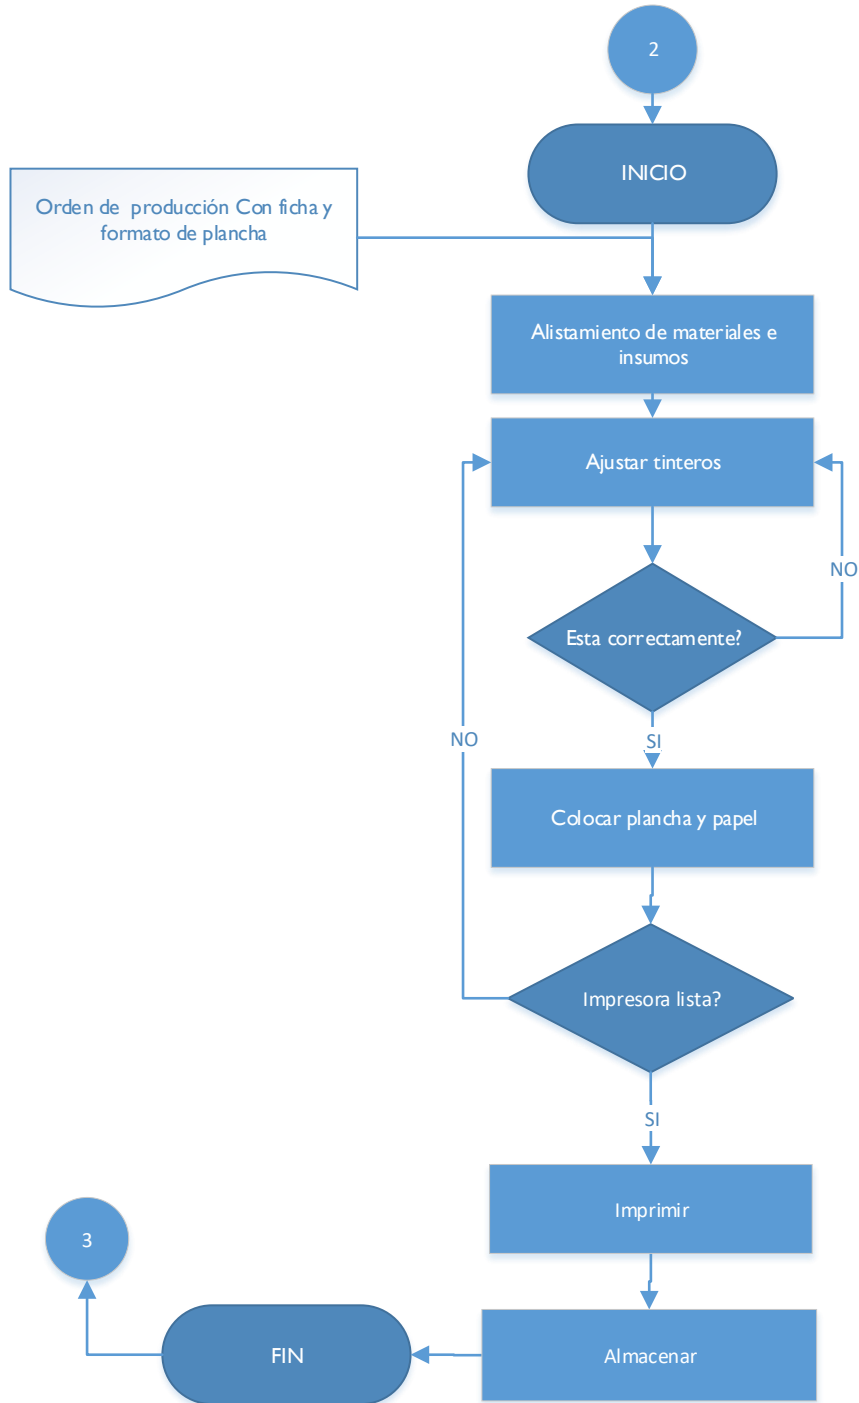 2
INICIO
Orden de producción Con ficha y
formato de plancha
Alistamiento de materiales e
insumos
Ajustar tinteros
NO
Esta correctamente?
NO
SI
Colocar plancha y papel
Impresora lista?
SI
Imprimir
3
FIN
Almacenar